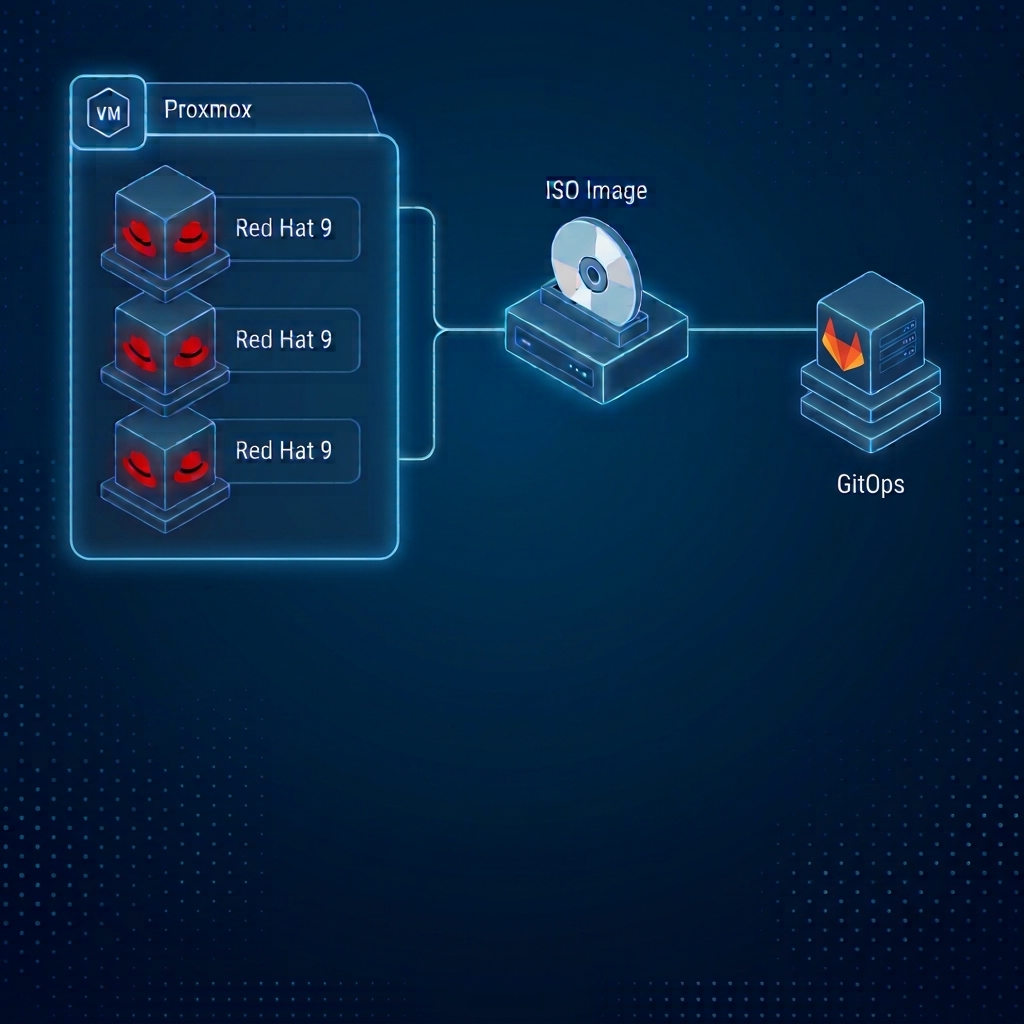 VM
Proxmox
Red Hat 9
Red Hat 9
Red Hat 9
ISO Image
GitOps